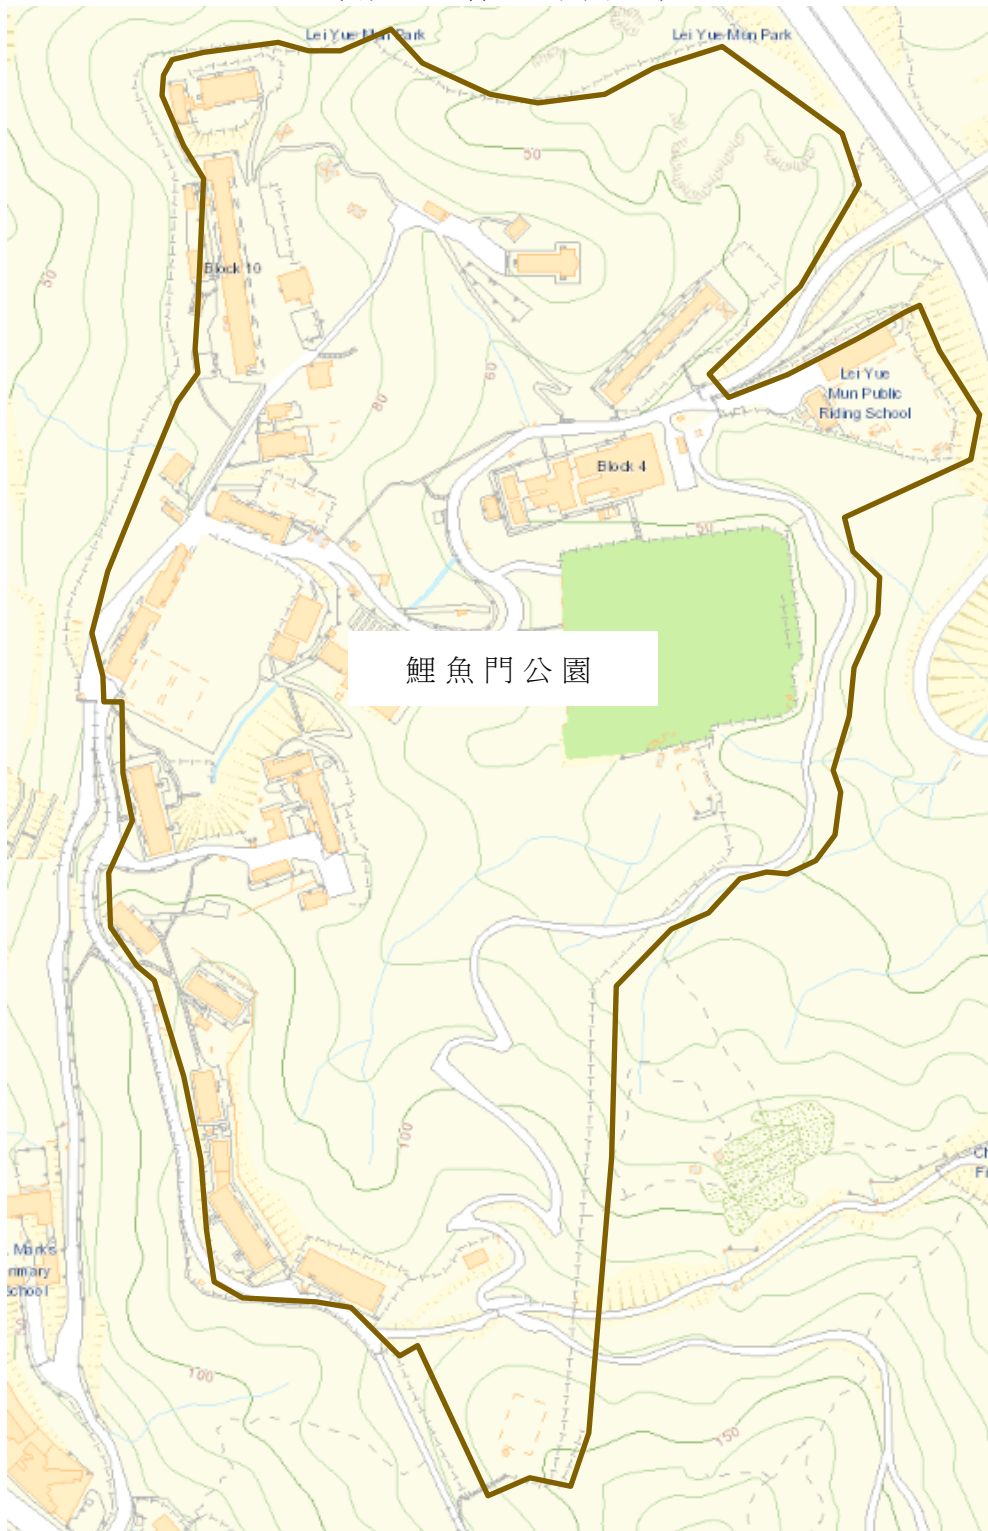 Lei Yue Mun Park
Lei Yue Mun Park
50
50
Block 10
Lei Yue
Mun Public
Riding School
60
80
Block 4
50
鯉魚門公園
100
100
150